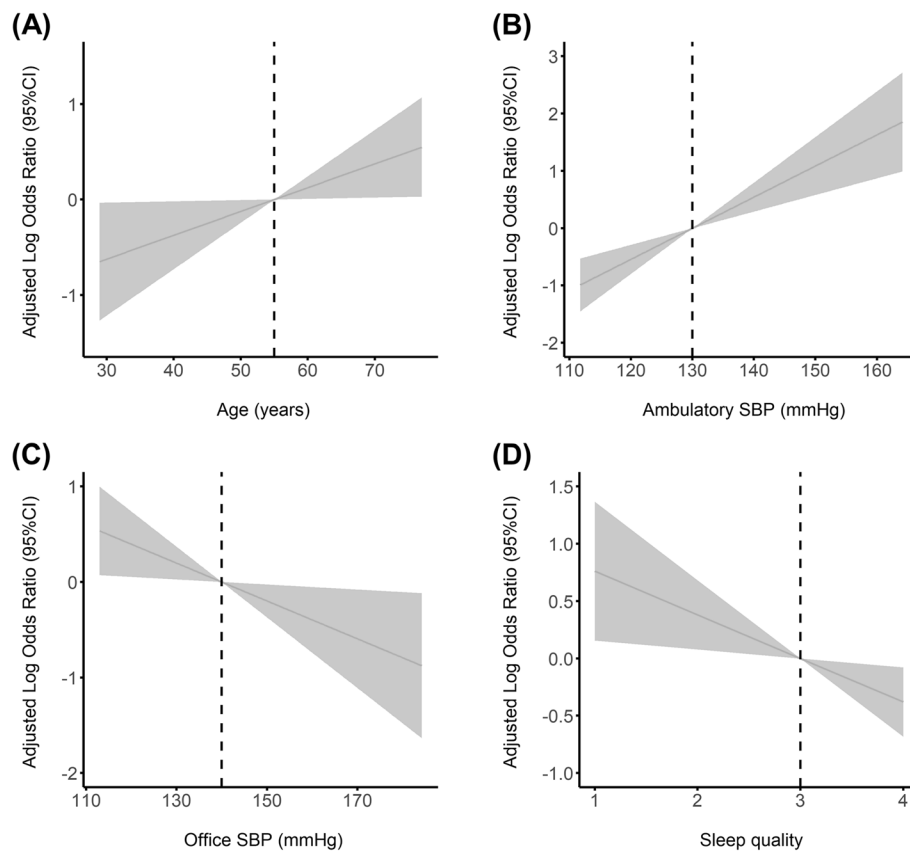 (A)
Adjusted Log Odds Ratio (95%CI)
1
0
-1
30 40 50 60 70
Age (years)
(B)
Adjusted Log Odds Ratio (95%CI)
3
2
1
0
-1
-2
110 120 130 140 150 160
Ambulatory SBP (mmHg)
(C)
Adjusted Log Odds Ratio (95%CI)
1
0
-1
-2
110 130 150 170
Office SBP (mmHg)
(D)
Adjusted Log Odds Ratio (95%CI)
1.5
1.0
0.5
0.0
-0.5
-1.0
1 2 3 4
Sleep quality